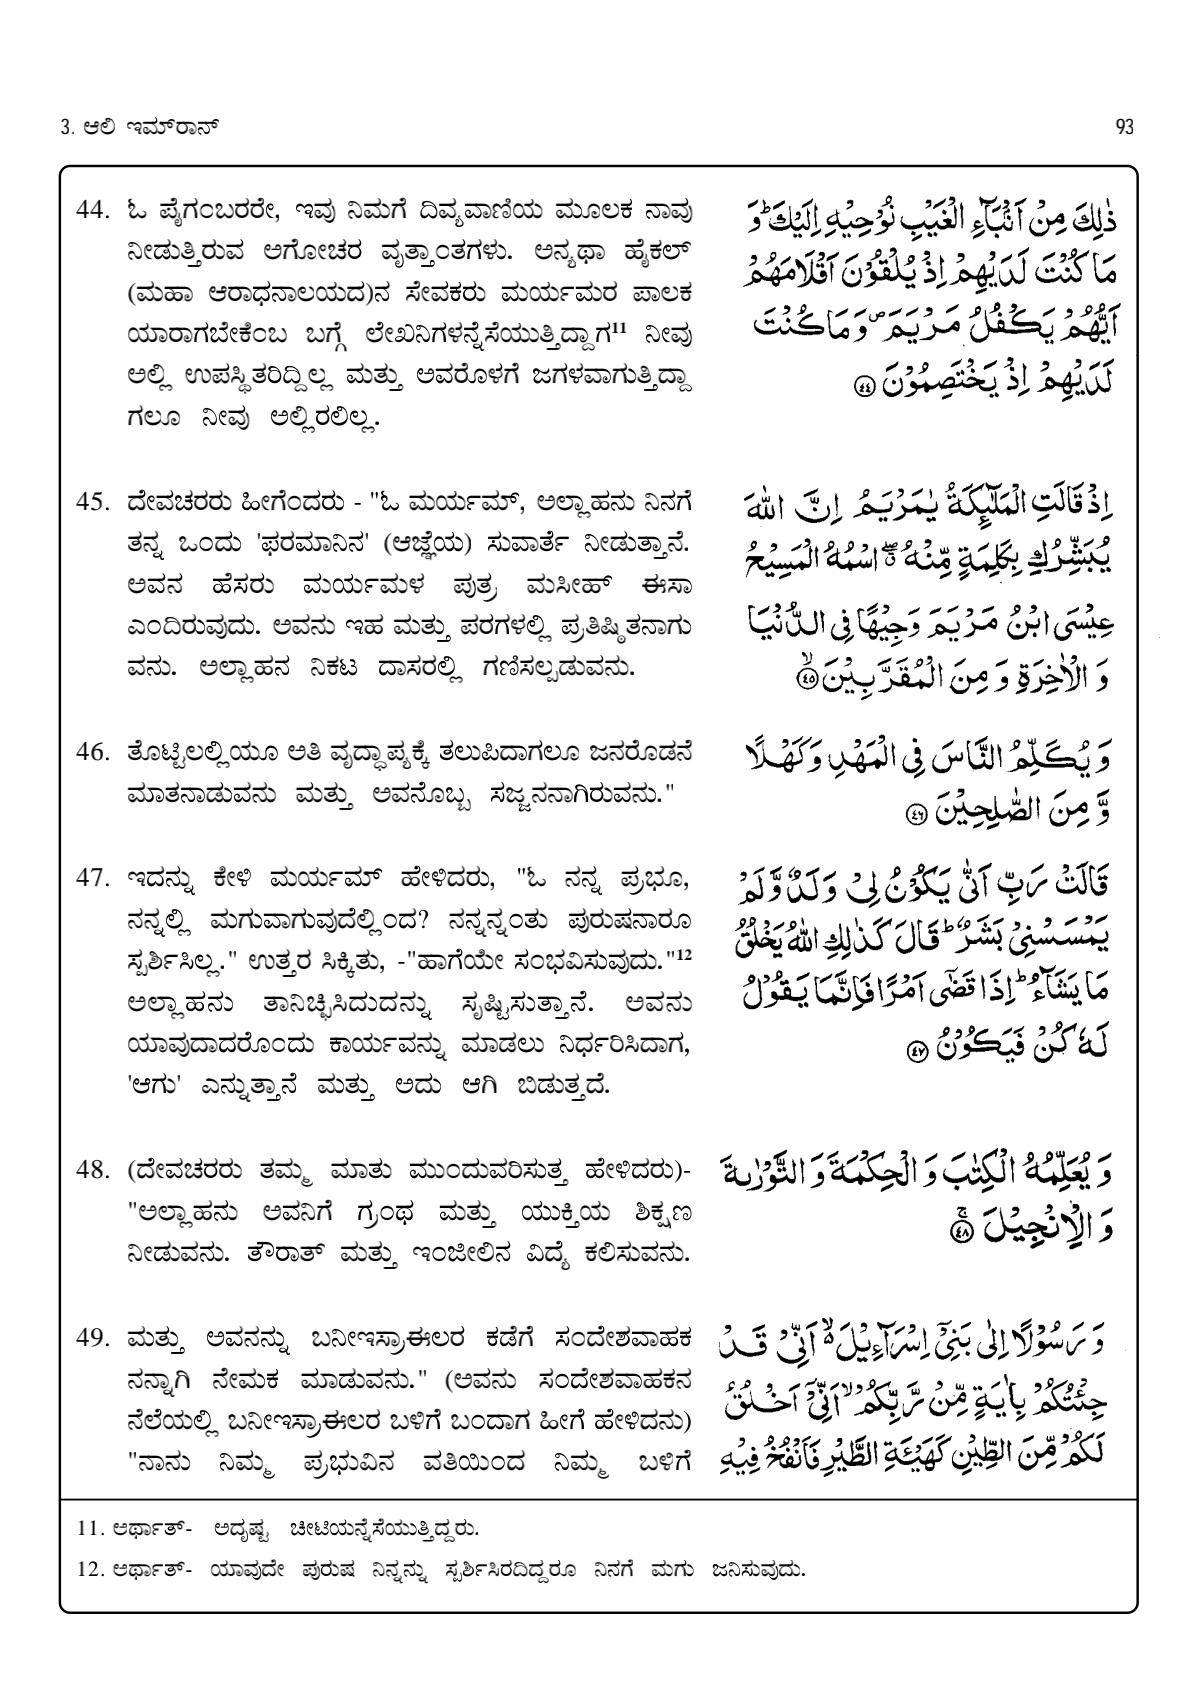 3. ಆಲಿ ಇಮ್‌ರಾನ್
93
44. ಓ ಪೈಗಂಬರರೇ, ಇವು ನಿಮಗೆ ದಿವ್ಯವಾಣಿಯ ಮೂಲಕ ನಾವು
ನೀಡುತ್ತಿರುವ ಅಗೋಚರ ವೃತ್ತಾಂತಗಳು. ಅನ್ಯಥಾ ಹೈಕಲ್
(ಮಹಾ ಆರಾಧನಾಲಯದ)ನ ಸೇವಕರು ಮರ್ಯಮರ ಪಾಲಕ
ಯಾರಾಗಬೇಕೆಂಬ ಬಗ್ಗೆ ಲೇಖನಿಗಳನ್ನೆಸೆಯುತ್ತಿದ್ದಾಗ¹¹ ನೀವು
ಅಲ್ಲಿ ಉಪಸ್ಥಿತರಿದ್ದಿಲ್ಲ ಮತ್ತು ಅವರೊಳಗೆ ಜಗಳವಾಗುತ್ತಿದ್ದಾ
ಗಲೂ ನೀವು ಅಲ್ಲಿರಲಿಲ್ಲ.
ذٰلِكَ مِنْ اَنْۢبَآءِ الْغَيْبِ نُوْحِيْهِ اِلَيْكَ ؕ وَ
مَا كُنْتَ لَدَيْهِمْ اِذْ يُلْقُوْنَ اَقْلَامَهُمْ
اَيُّهُمْ يَكْفُلُ مَرْيَمَ ۪ وَمَا كُنْتَ
لَدَيْهِمْ اِذْ يَخْتَصِمُوْنَ ﴿٤٤﴾
45. ದೇವಚರರು ಹೀಗೆಂದರು - "ಓ ಮರ್ಯಮ್, ಅಲ್ಲಾಹನು ನಿನಗೆ
ತನ್ನ ಒಂದು 'ಫರಮಾನಿನ' (ಆಜ್ಞೆಯ) ಸುವಾರ್ತೆ ನೀಡುತ್ತಾನೆ.
ಅವನ ಹೆಸರು ಮರ್ಯಮಳ ಪುತ್ರ ಮಸೀಹ್ ಈಸಾ
ಎಂದಿರುವುದು. ಅವನು ಇಹ ಮತ್ತು ಪರಗಳಲ್ಲಿ ಪ್ರತಿಷ್ಠಿತನಾಗು
ವನು. ಅಲ್ಲಾಹನ ನಿಕಟ ದಾಸರಲ್ಲಿ ಗಣಿಸಲ್ಪಡುವನು.
اِذْ قَالَتِ الْمَلٰٓئِكَةُ يٰمَرْيَمُ اِنَّ اللّٰهَ
يُبَشِّرُكِ بِكَلِمَةٍ مِّنْهُ ۖۗ اسْمُهُ الْمَسِيْحُ
عِيْسَى ابْنُ مَرْيَمَ وَجِيْهًا فِى الدُّنْيَا
وَ الْاٰخِرَةِ وَ مِنَ الْمُقَرَّبِيْنَ ۙ﴿٤٥﴾
46. ತೊಟ್ಟಿಲಲ್ಲಿಯೂ ಅತಿ ವೃದ್ಧಾಪ್ಯಕ್ಕೆ ತಲುಪಿದಾಗಲೂ ಜನರೊಡನೆ
ಮಾತನಾಡುವನು ಮತ್ತು ಅವನೊಬ್ಬ ಸಜ್ಜನನಾಗಿರುವನು."
وَ يُكَلِّمُ النَّاسَ فِى الْمَهْدِ وَ كَهْلًا
وَّ مِنَ الصّٰلِحِيْنَ ﴿٤٦﴾
47. ಇದನ್ನು ಕೇಳಿ ಮರ್ಯಮ್ ಹೇಳಿದರು, "ಓ ನನ್ನ ಪ್ರಭೂ,
ನನ್ನಲ್ಲಿ ಮಗುವಾಗುವುದೆಲ್ಲಿಂದ? ನನ್ನನ್ನಂತು ಪುರುಷನಾರೂ
ಸ್ಪರ್ಶಿಸಿಲ್ಲ." ಉತ್ತರ ಸಿಕ್ಕಿತು, -"ಹಾಗೆಯೇ ಸಂಭವಿಸುವುದು."¹²
ಅಲ್ಲಾಹನು ತಾನಿಚ್ಛಿಸಿದುದನ್ನು ಸೃಷ್ಟಿಸುತ್ತಾನೆ. ಅವನು
ಯಾವುದಾದರೊಂದು ಕಾರ್ಯವನ್ನು ಮಾಡಲು ನಿರ್ಧರಿಸಿದಾಗ,
'ಆಗು' ಎನ್ನುತ್ತಾನೆ ಮತ್ತು ಅದು ಆಗಿ ಬಿಡುತ್ತದೆ.
قَالَتْ رَبِّ اَنّٰى يَكُوْنُ لِىْ وَلَدٌ وَّلَمْ
يَمْسَسْنِىْ بَشَرٌ ؕ قَالَ كَذٰلِكِ اللّٰهُ يَخْلُقُ
مَا يَشَآءُ ؕ اِذَا قَضٰٓى اَمْرًا فَاِنَّمَا يَقُوْلُ
لَهٗ كُنْ فَيَكُوْنُ ﴿٤٧﴾
48. (ದೇವಚರರು ತಮ್ಮ ಮಾತು ಮುಂದುವರಿಸುತ್ತ ಹೇಳಿದರು)-
"ಅಲ್ಲಾಹನು ಅವನಿಗೆ ಗ್ರಂಥ ಮತ್ತು ಯುಕ್ತಿಯ ಶಿಕ್ಷಣ
ನೀಡುವನು. ತೌರಾತ್ ಮತ್ತು ಇಂಜೀಲಿನ ವಿದ್ಯೆ ಕಲಿಸುವನು.
وَ يُعَلِّمُهُ الْكِتٰبَ وَ الْحِكْمَةَ وَ التَّوْرٰىةَ
وَ الْاِنْجِيْلَ ۚ﴿٤٨﴾
49. ಮತ್ತು ಅವನನ್ನು ಬನೀಇಸ್ರಾಈಲರ ಕಡೆಗೆ ಸಂದೇಶವಾಹಕ
ನನ್ನಾಗಿ ನೇಮಕ ಮಾಡುವನು." (ಅವನು ಸಂದೇಶವಾಹಕನ
ನೆಲೆಯಲ್ಲಿ ಬನೀಇಸ್ರಾಈಲರ ಬಳಿಗೆ ಬಂದಾಗ ಹೀಗೆ ಹೇಳಿದನು)
"ನಾನು ನಿಮ್ಮ ಪ್ರಭುವಿನ ವತಿಯಿಂದ ನಿಮ್ಮ ಬಳಿಗೆ
وَ رَسُوْلًا اِلٰى بَنِىْٓ اِسْرَآءِيْلَ ۙ۬ اَنِّىْ قَدْ
جِئْتُكُمْ بِاٰيَةٍ مِّنْ رَّبِّكُمْ ۙ اَنِّىْٓ اَخْلُقُ
لَكُمْ مِّنَ الطِّيْنِ كَهَيْئَةِ الطَّيْرِ فَاَنْفُخُ فِيْهِ
11. ಅರ್ಥಾತ್- ಅದೃಷ್ಟ ಚೀಟಿಯನ್ನೆಸೆಯುತ್ತಿದ್ದರು.
12. ಅರ್ಥಾತ್- ಯಾವುದೇ ಪುರುಷ ನಿನ್ನನ್ನು ಸ್ಪರ್ಶಿಸಿರದಿದ್ದರೂ ನಿನಗೆ ಮಗು ಜನಿಸುವುದು.